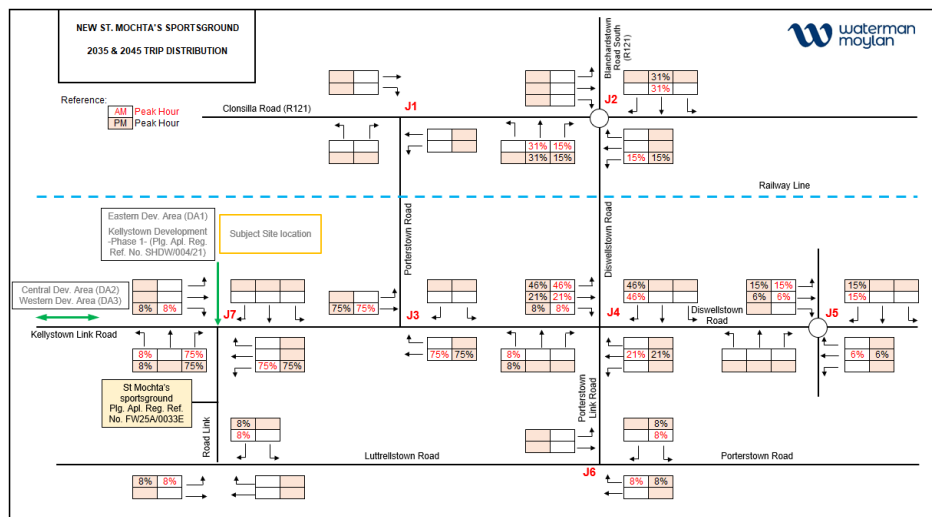 NEW ST. MOCHTA'S SPORTSGROUND
2035 & 2045 TRIP DISTRIBUTION
waterman
moylan
Reference:
AM Peak Hour
PM Peak Hour
Blanchardstown
Road South
(R121)
31%
31%
J1
J2
Clonsilla Road (R121)
31% 15%
31% 15%
15% 15%
Railway Line
Eastern Dev. Area (DA1)
Kellystown Development
-Phase 1- (Plg. Apl. Reg.
Ref. No. SHDW/004/21)
Subject Site location
Porterstown Road
Diswellstown Road
Central Dev. Area (DA2)
Western Dev. Area (DA3)
8% 8%
75% 75%
46% 46%
21% 21%
8% 8%
46%
46%
15% 15%
6% 6%
15%
15%
J7
J3
J4
Diswellstown
Road
J5
Kellystown Link Road
8% 75%
8% 75%
75% 75%
75% 75%
8%
8%
21% 21%
6% 6%
St Mochta's
sportsground
Plg. Apl. Reg. Ref.
No. FW25A/0033E
Road Link
Porterstown
Link Road
8%
8%
8%
8%
Luttrellstown Road
Porterstown Road
J6
8% 8%
8% 8%